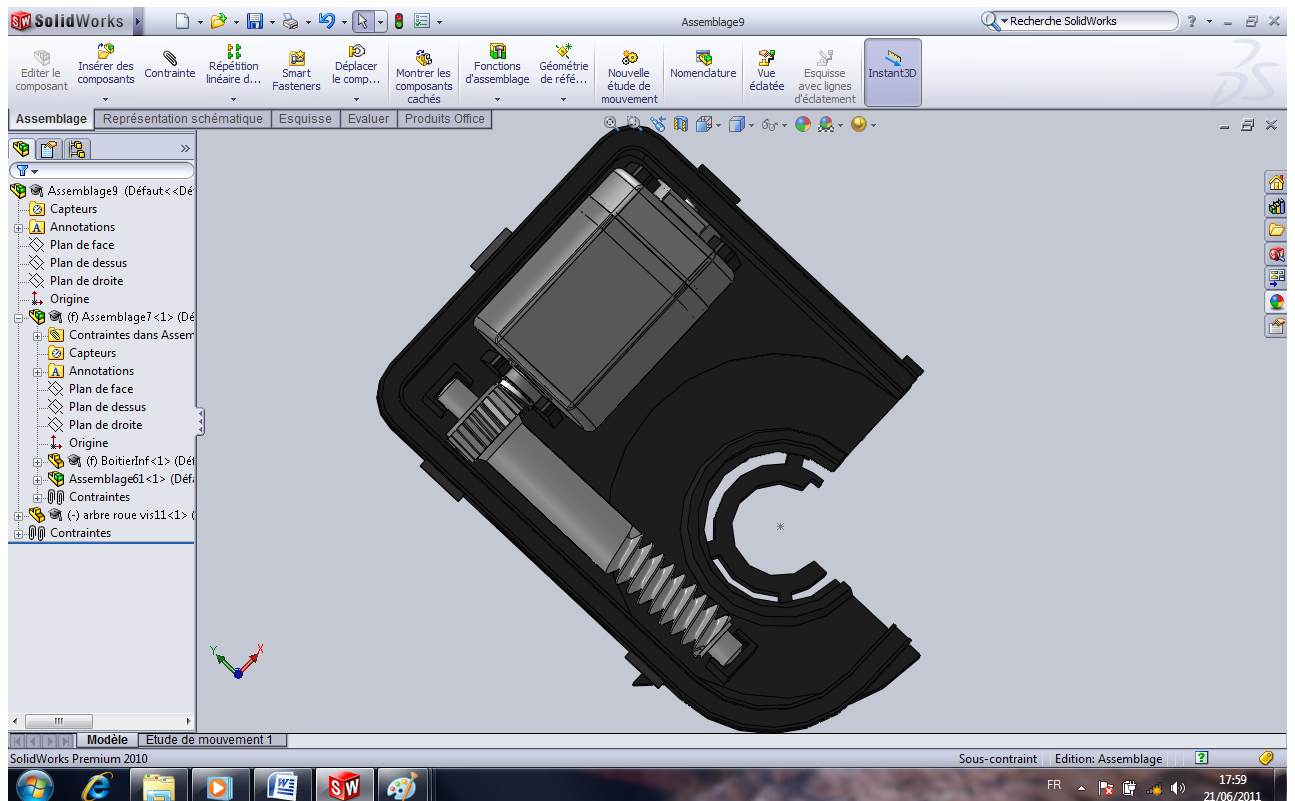 SolidWorks
Assemblage9
Recherche SolidWorks
Editer le composant
Insérer des composants
Contrainte
Répétition linéaire d...
Smart Fasteners
Déplacer le comp...
Montrer les composants cachés
Fonctions d'assemblage
Géométrie de réfé...
Nouvelle étude de mouvement
Nomenclature
Vue éclatée
Esquisse avec lignes d'éclatement
Instant3D
Assemblage
Représentation schématique
Esquisse
Evaluer
Produits Office
Assemblage9 (Défaut<<Dé
Capteurs
Annotations
Plan de face
Plan de dessus
Plan de droite
Origine
(f) Assemblage7<1> (Dé
Contraintes dans Assem
Capteurs
Annotations
Plan de face
Plan de dessus
Plan de droite
Origine
(f) BoitierInf<1> (Dé
Assemblage61<1> (Défa
Contraintes
(-) arbre roue vis11<1> (
Contraintes
Y
X
Modèle
Etude de mouvement 1
SolidWorks Premium 2010
Sous-contraint
Edition: Assemblage
FR
17:59
21/06/2011